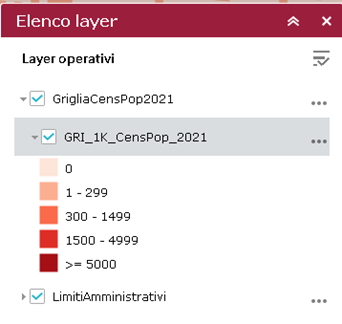 Elenco layer
Layer operativi
GrigliaCensPop2021
GRI_1K_CensPop_2021
0
1 - 299
300 - 1499
1500 - 4999
>= 5000
LimitiAmministrativi